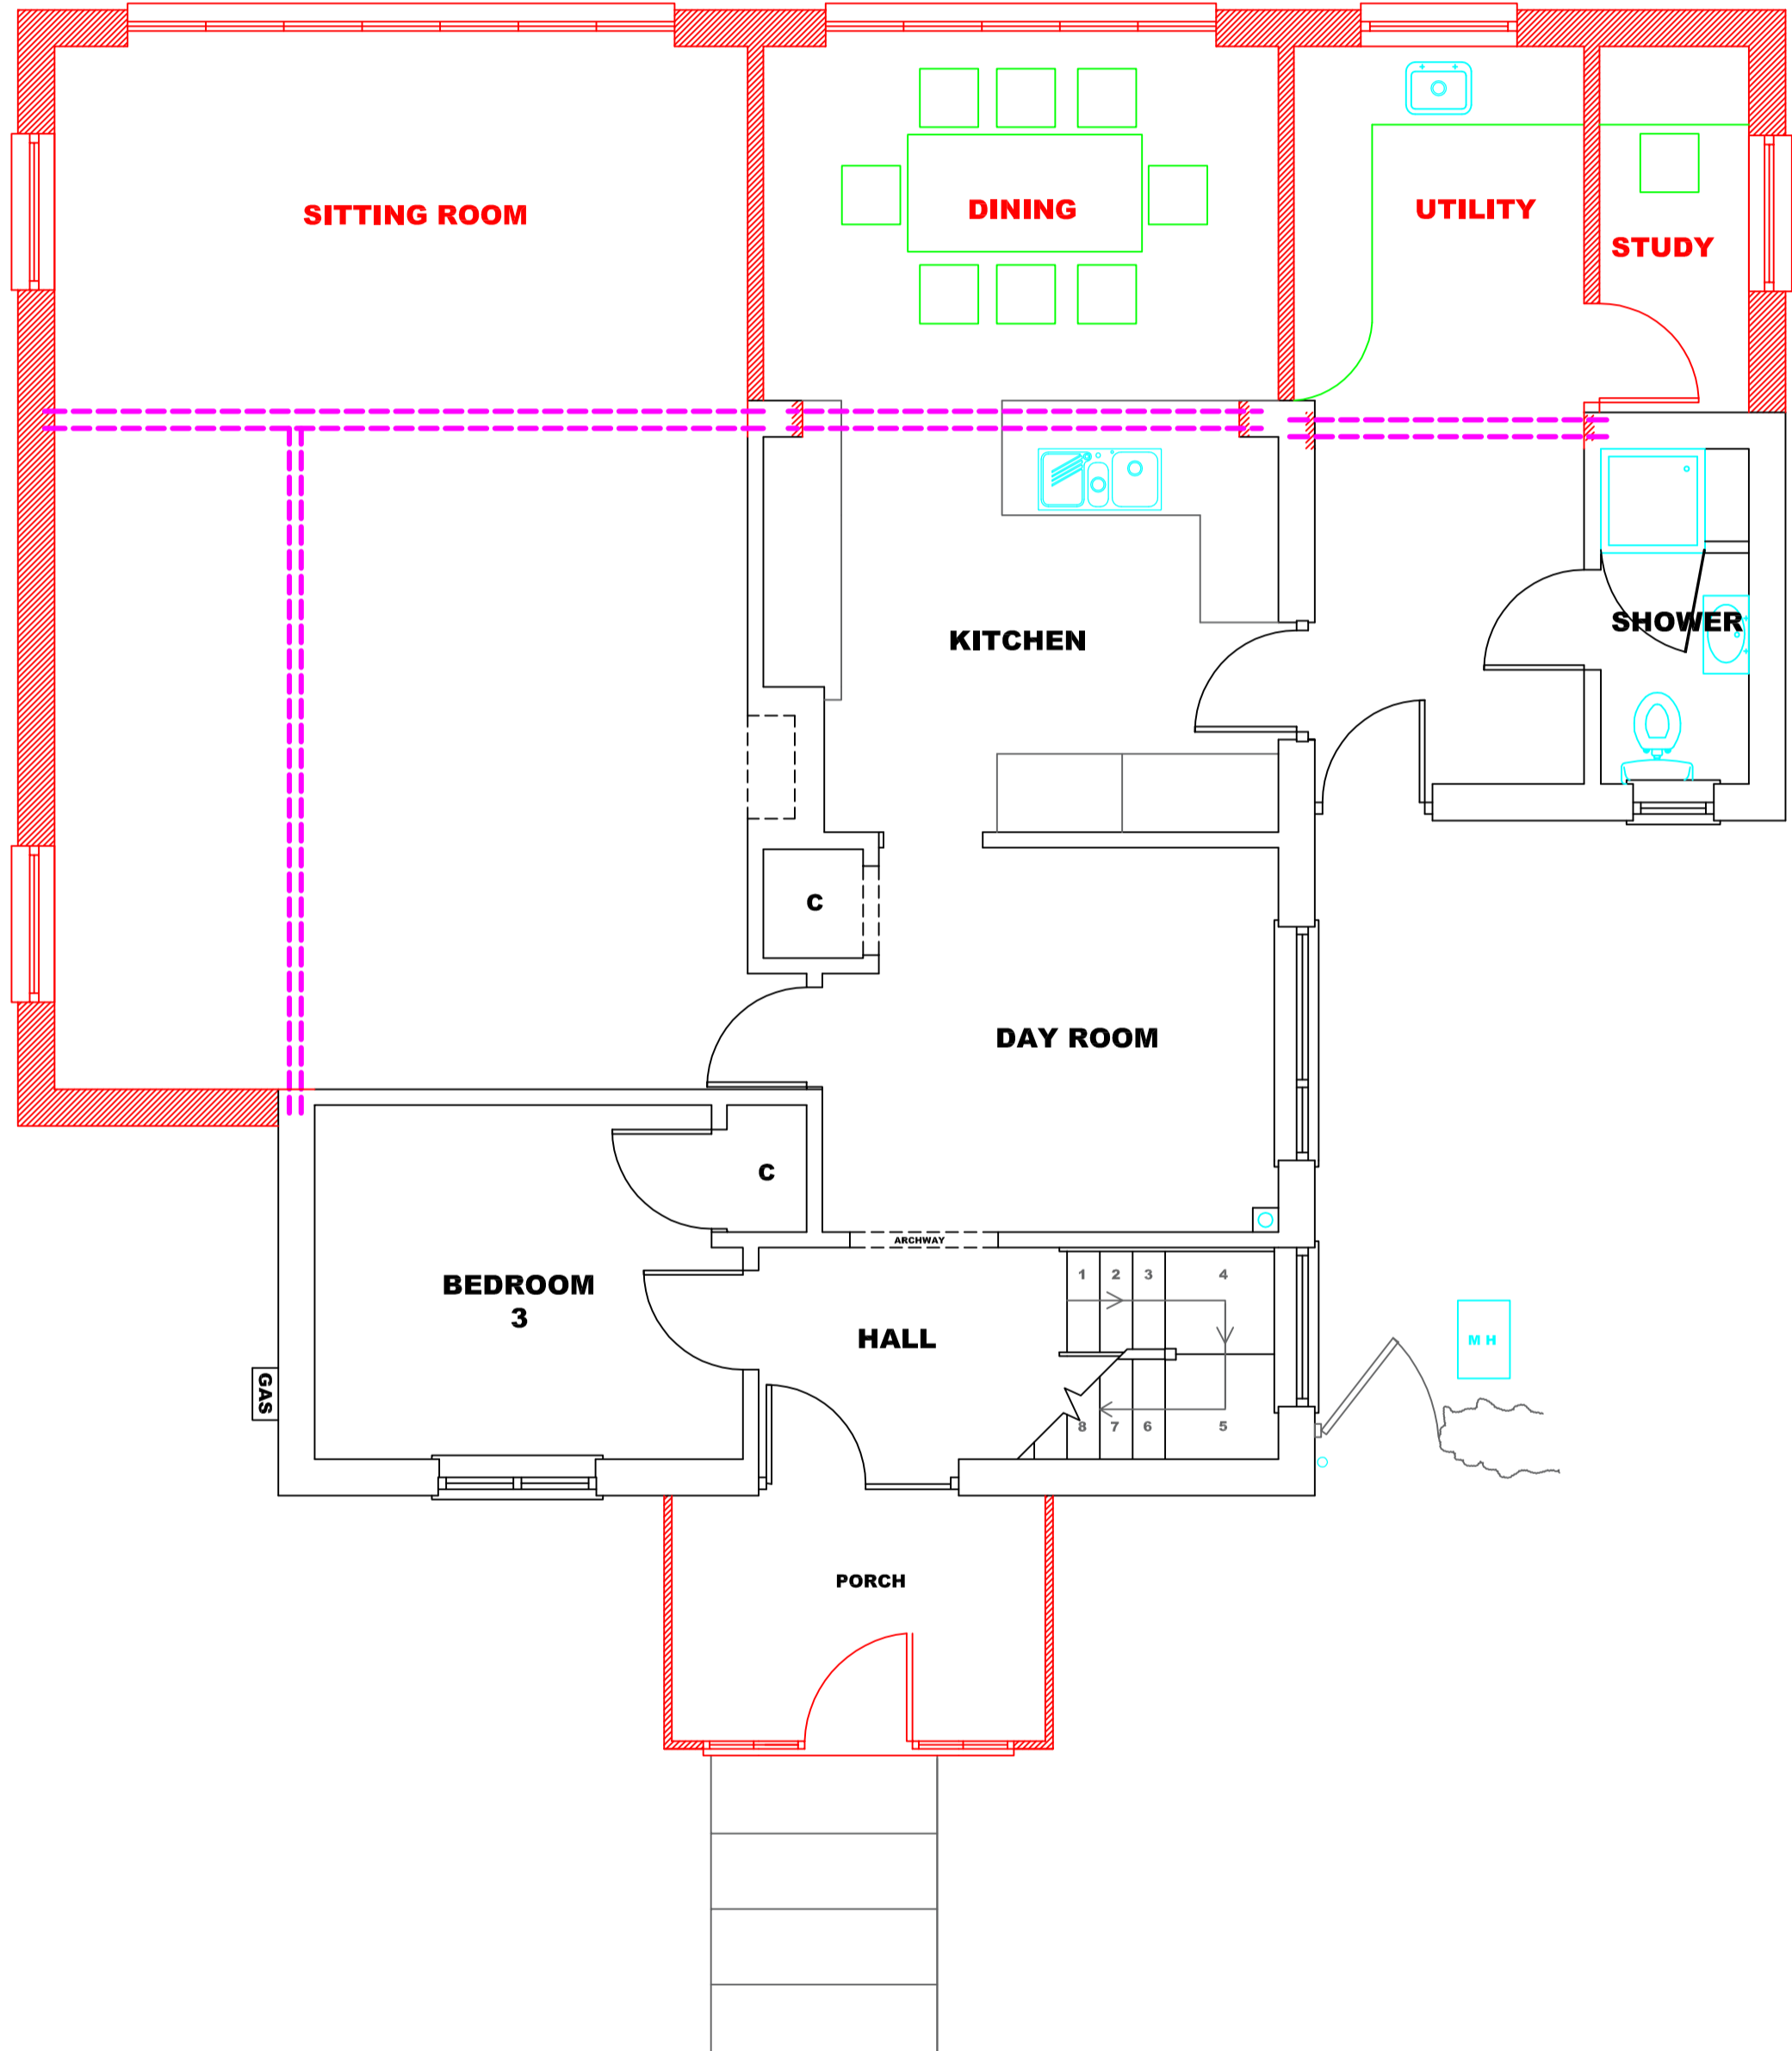 SITTING ROOM
DINING
UTILITY
STUDY
KITCHEN
SHOWER
C
DAY ROOM
C
ARCHWAY
BEDROOM
3
HALL
1 2 3 4
M H
GAS
8 7 6 5
PORCH